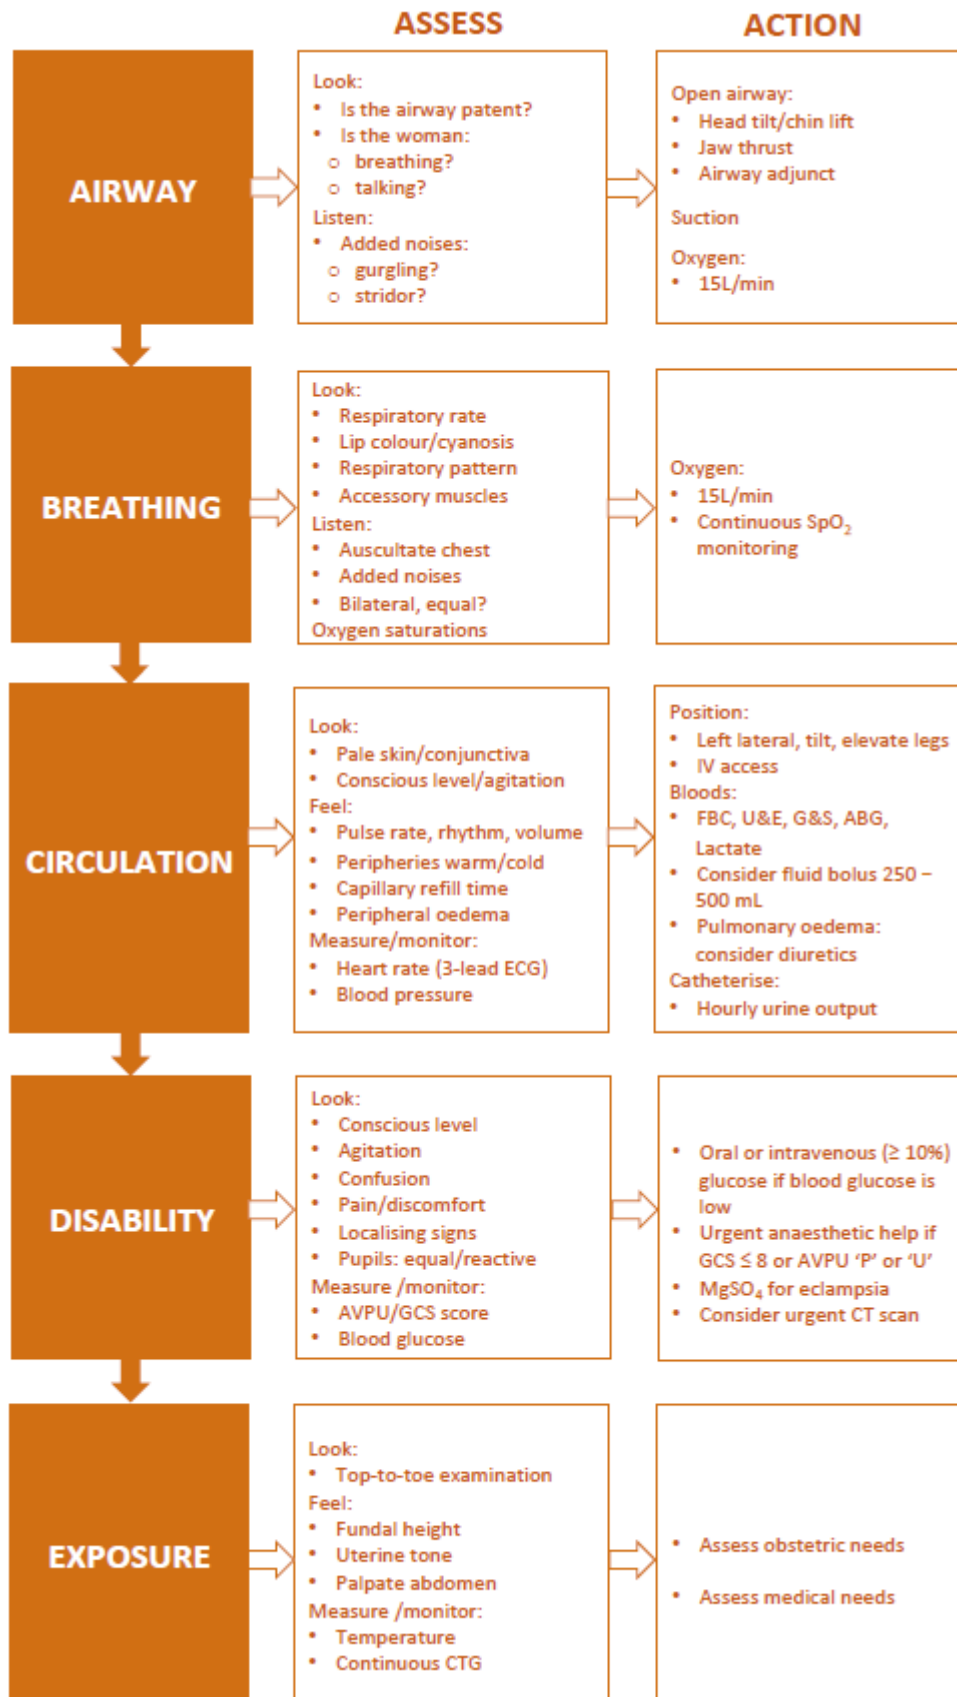 ASSESS
ACTION
AIRWAY
Look:
• Is the airway patent?
• Is the woman:
o breathing?
o talking?
Listen:
• Added noises:
o gurgling?
o stridor?
Open airway:
• Head tilt/chin lift
• Jaw thrust
• Airway adjunct
Suction
Oxygen:
• 15L/min
BREATHING
Look:
• Respiratory rate
• Lip colour/cyanosis
• Respiratory pattern
• Accessory muscles
Listen:
• Auscultate chest
• Added noises
• Bilateral, equal?
Oxygen saturations
Oxygen:
• 15L/min
• Continuous SpO₂
monitoring
CIRCULATION
Look:
• Pale skin/conjunctiva
• Conscious level/agitation
Feel:
• Pulse rate, rhythm, volume
• Peripheries warm/cold
• Capillary refill time
• Peripheral oedema
Measure/monitor:
• Heart rate (3-lead ECG)
• Blood pressure
Position:
• Left lateral, tilt, elevate legs
• IV access
Bloods:
• FBC, U&E, G&S, ABG,
Lactate
• Consider fluid bolus 250 –
500 mL
• Pulmonary oedema:
consider diuretics
Catheterise:
• Hourly urine output
DISABILITY
Look:
• Conscious level
• Agitation
• Confusion
• Pain/discomfort
• Localising signs
• Pupils: equal/reactive
Measure /monitor:
• AVPU/GCS score
• Blood glucose
• Oral or intravenous (≥ 10%)
glucose if blood glucose is
low
• Urgent anaesthetic help if
GCS ≤ 8 or AVPU ‘P’ or ‘U’
• MgSO₄ for eclampsia
• Consider urgent CT scan
EXPOSURE
Look:
• Top-to-toe examination
Feel:
• Fundal height
• Uterine tone
• Palpate abdomen
Measure /monitor:
• Temperature
• Continuous CTG
• Assess obstetric needs
• Assess medical needs